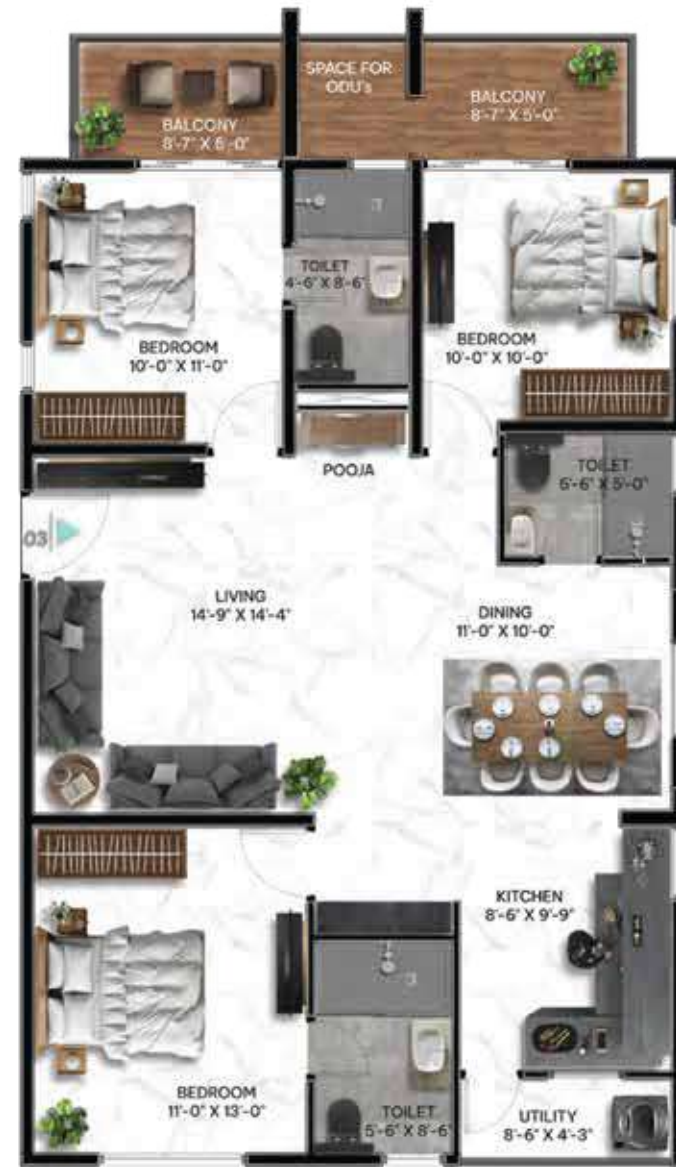 SPACE FOR
ODU's
BALCONY
8'-7" X 5'-0"
BALCONY
8'-7" X 5'-0"
TOILET
4'-6" X 8'-6"
BEDROOM
10'-0" X 11'-0"
BEDROOM
10'-0" X 10'-0"
POOJA
TOILET
6'-6" X 5'-0"
03
LIVING
14'-9" X 14'-4"
DINING
11'-0" X 10'-0"
KITCHEN
8'-6" X 9'-9"
BEDROOM
11'-0" X 13'-0"
TOILET
5'-6" X 8'-6"
UTILITY
8'-6" X 4'-3"